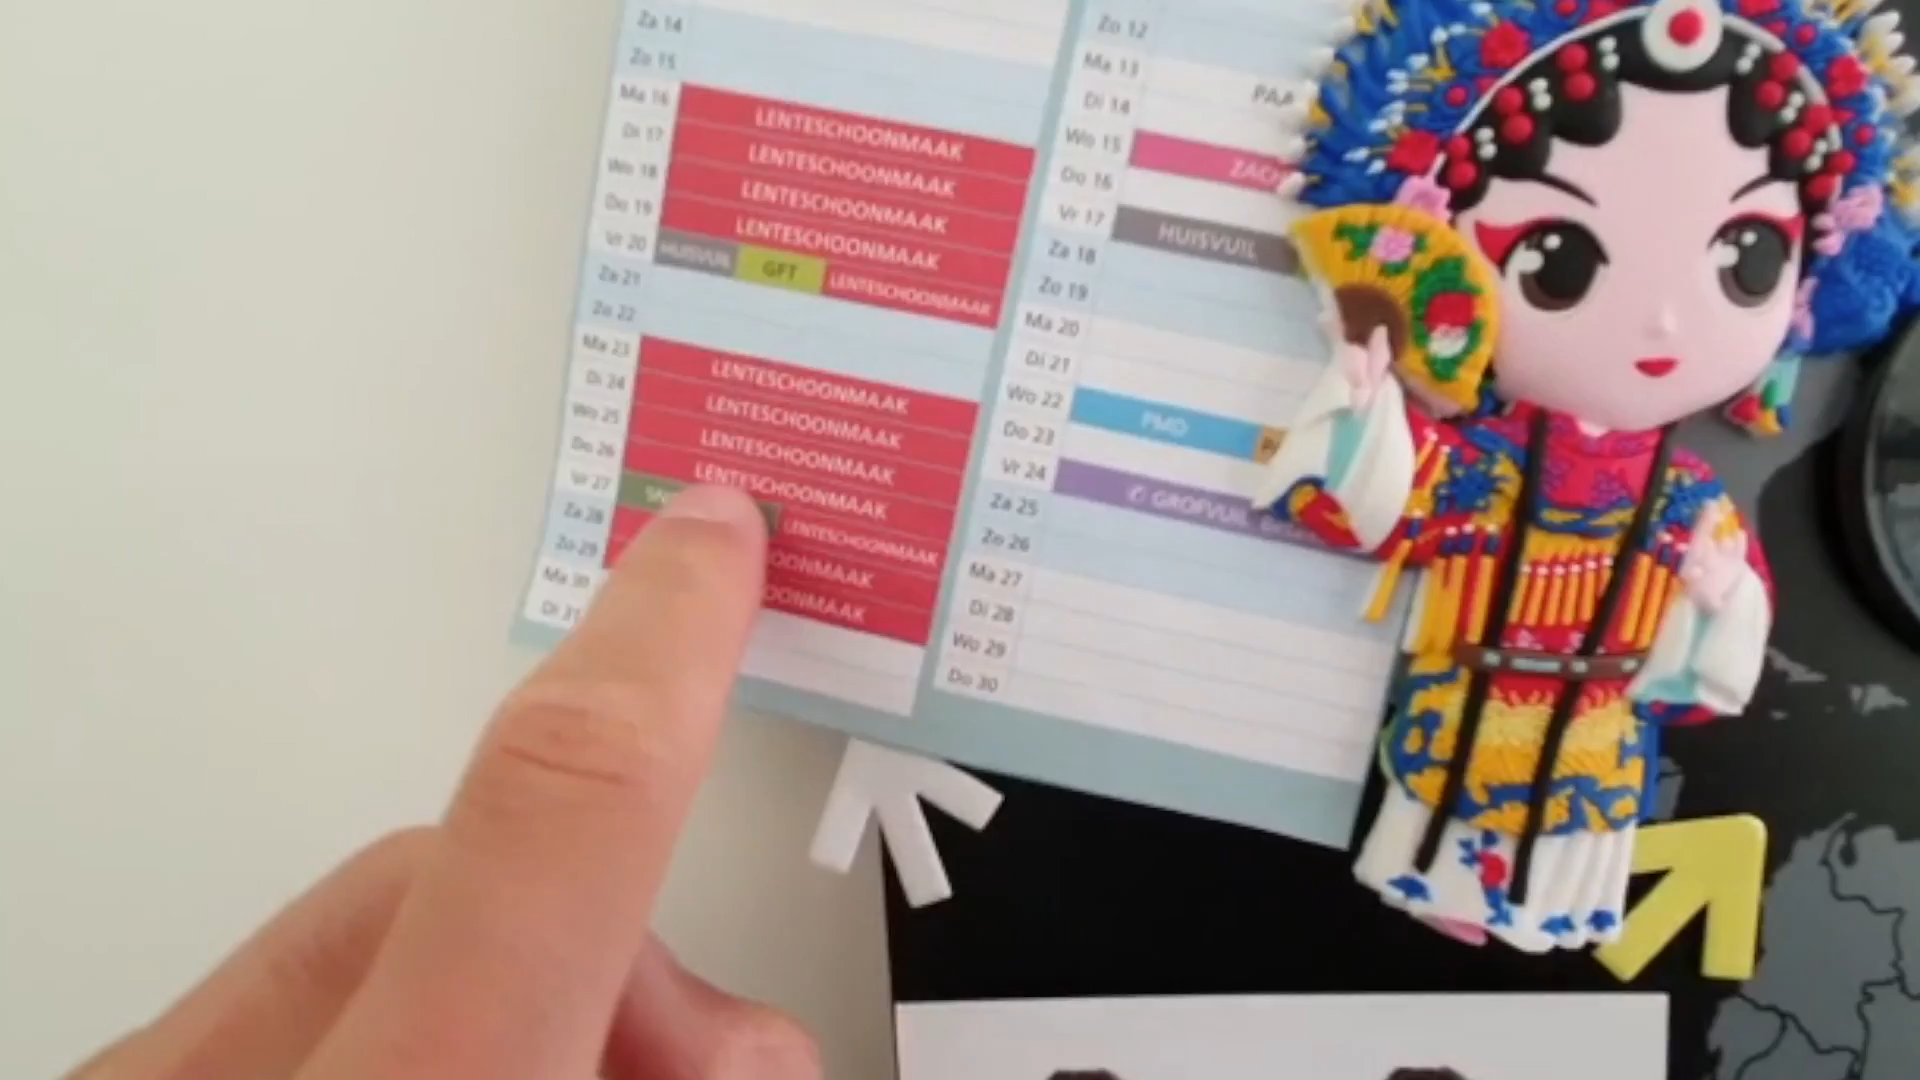 Za 14
Zo 15
Ma 16 LENTESCHOONMAAK
Di 17 LENTESCHOONMAAK
Wo 18 LENTESCHOONMAAK
Do 19 LENTESCHOONMAAK
Vr 20 HUISVUIL GFT LENTESCHOONMAAK
Za 21
Zo 22
Ma 23 LENTESCHOONMAAK
Di 24 LENTESCHOONMAAK
Wo 25 LENTESCHOONMAAK
Do 26 LENTESCHOONMAAK
Vr 27 LENTESCHOONMAAK
Za 28 OONMAAK
Zo 29 OONMAAK
Ma 30
Di 31
Zo 12
Ma 13 PAA
Di 14
Wo 15 ZACH
Do 16
Vr 17 HUISVUIL
Za 18
Zo 19
Ma 20
Di 21
Wo 22 PMD
Do 23
Vr 24 GROFVUIL
Za 25
Zo 26
Ma 27
Di 28
Wo 29
Do 30